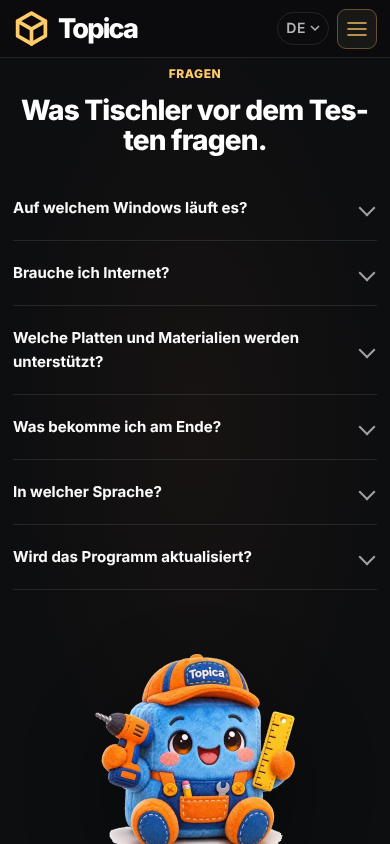 Topica
DE
FRAGEN
Was Tischler vor dem Tes-
ten fragen.
Auf welchem Windows läuft es?
Brauche ich Internet?
Welche Platten und Materialien werden
unterstützt?
Was bekomme ich am Ende?
In welcher Sprache?
Wird das Programm aktualisiert?
Topica